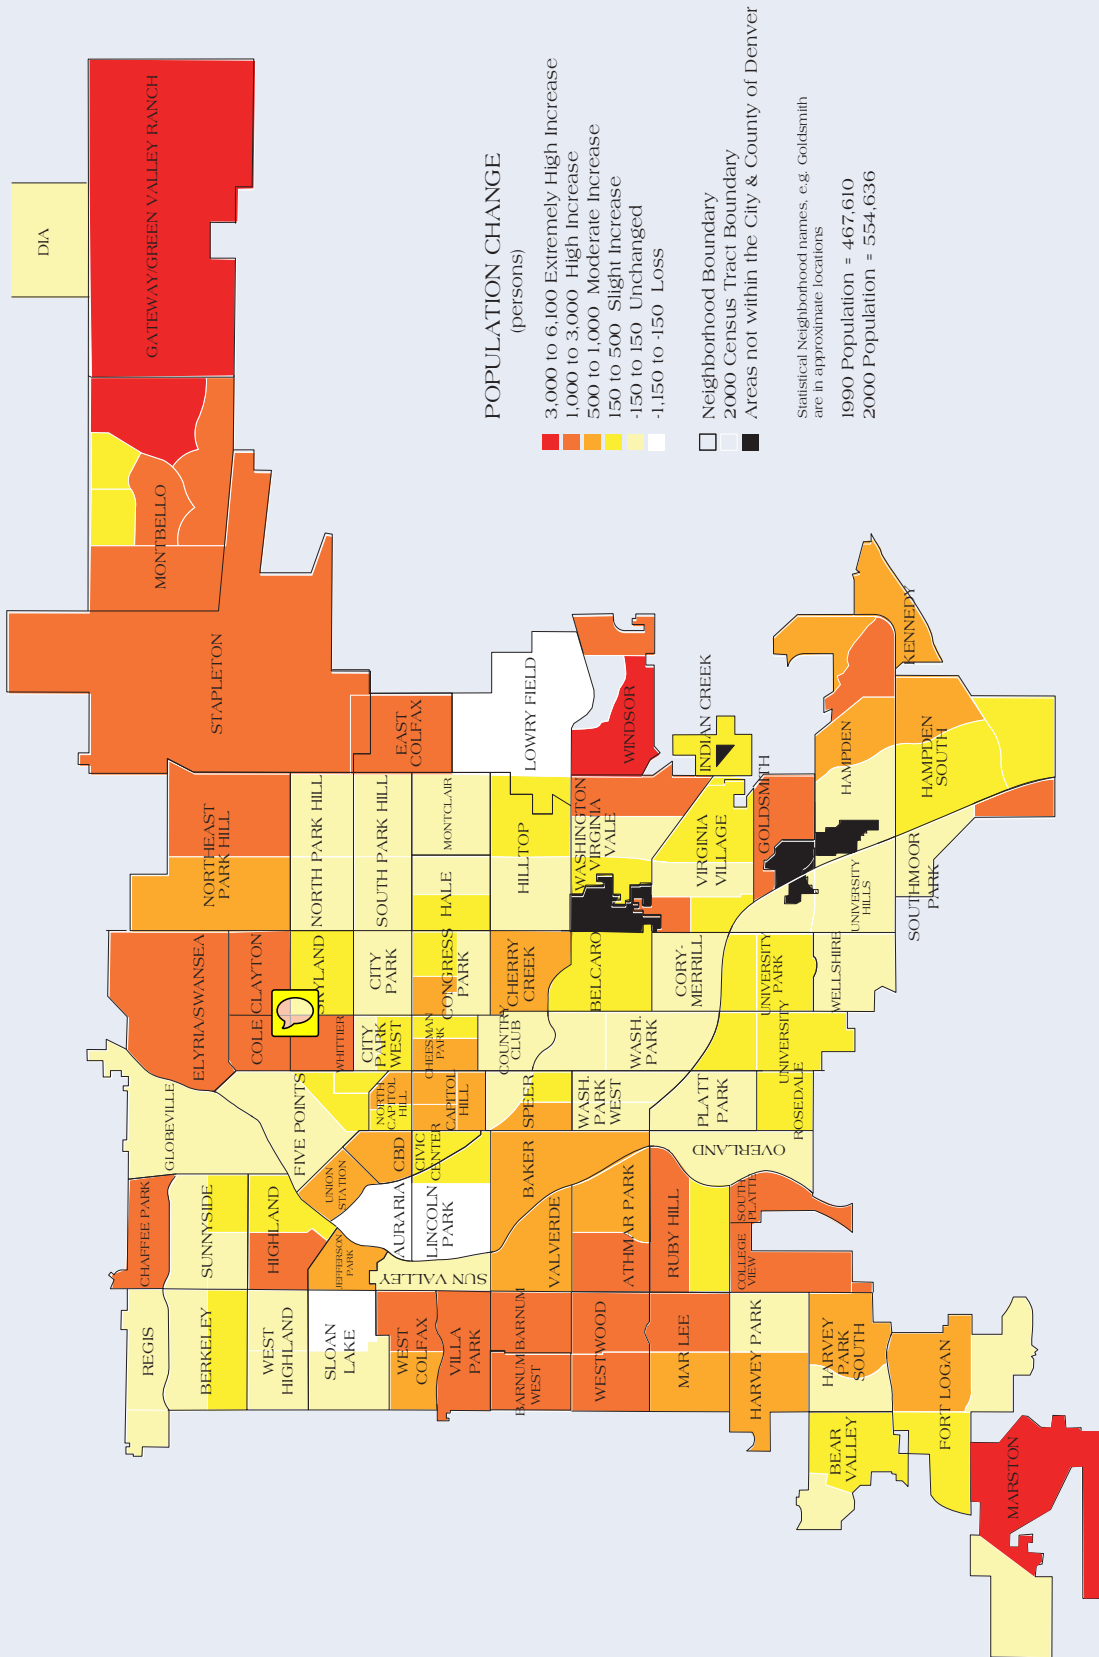 DIA
GATEWAY/GREEN VALLEY RANCH
MONTBELLO
STAPLETON
POPULATION CHANGE
(persons)
3,000 to 6,100 Extremely High Increase
1,000 to 3,000 High Increase
500 to 1,000 Moderate Increase
150 to 500 Slight Increase
-150 to 150 Unchanged
-1,150 to -150 Loss
Neighborhood Boundary
2000 Census Tract Boundary
Areas not within the City & County of Denver
Statistical Neighborhood names, e.g. Goldsmith
are in approximate locations
1990 Population = 467,610
2000 Population = 554,636
EAST
COLFAX
LOWRY FIELD
WINDSOR
INDIAN CREEK
KENNEDY
HAMPDEN
HAMPDEN
SOUTH
NORTHEAST
PARK HILL
NORTH PARK HILL
SOUTH PARK HILL
MONTCLAIR
HALE
HILLTOP
WASHINGTON
VIRGINIA
VALE
VIRGINIA
VILLAGE
GOLDSMITH
UNIVERSITY
HILLS
SOUTHMOOR
PARK
ELYRIA/SWANSEA
CLAYTON
COLE
SKYLAND
WHITTIER
CITY
PARK
CITY
PARK
WEST
CONGRESS
PARK
CHEESMAN
PARK
CHERRY
CREEK
COUNTRY
CLUB
BELCARO
WASH.
PARK
CORY-
MERRILL
UNIVERSITY
PARK
UNIVERSITY
WELLSHIRE
GLOBEVILLE
FIVE POINTS
NORTH
CAPITOL
HILL
CAPITOL
HILL
SPEER
WASH.
PARK
WEST
PLATT
PARK
ROSEDALE
OVERLAND
UNION
STATION
CBD
CIVIC
CENTER
AURARIA
LINCOLN
PARK
BAKER
CHAFFEE PARK
SUNNYSIDE
HIGHLAND
JEFFERSON
PARK
SUN VALLEY
VALVERDE
ATHMAR PARK
RUBY HILL
SOUTH
PLATTE
COLLEGE
VIEW
REGIS
BERKELEY
WEST
HIGHLAND
SLOAN
LAKE
WEST
COLFAX
VILLA
PARK
BARNUM
BARNUM
WEST
WESTWOOD
MAR LEE
HARVEY PARK
HARVEY
PARK
SOUTH
BEAR
VALLEY
FORT LOGAN
MARSTON